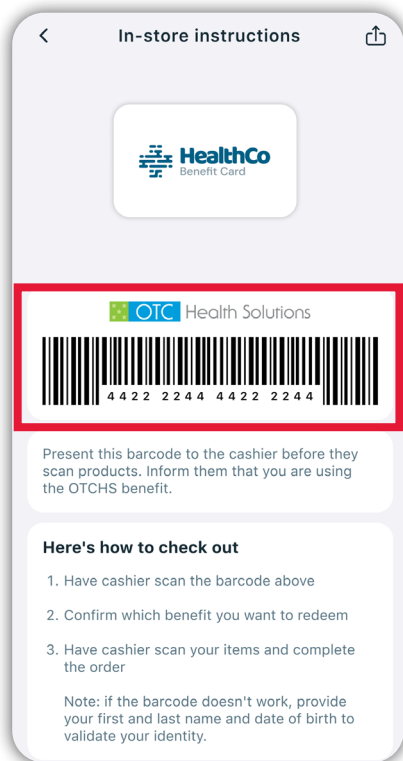 In-store instructions
HealthCo
Benefit Card
OTC Health Solutions
4422 2244 4422 2244
Present this barcode to the cashier before they
scan products. Inform them that you are using
the OTCHS benefit.
Here's how to check out
1. Have cashier scan the barcode above
2. Confirm which benefit you want to redeem
3. Have cashier scan your items and complete
the order
Note: if the barcode doesn't work, provide
your first and last name and date of birth to
validate your identity.